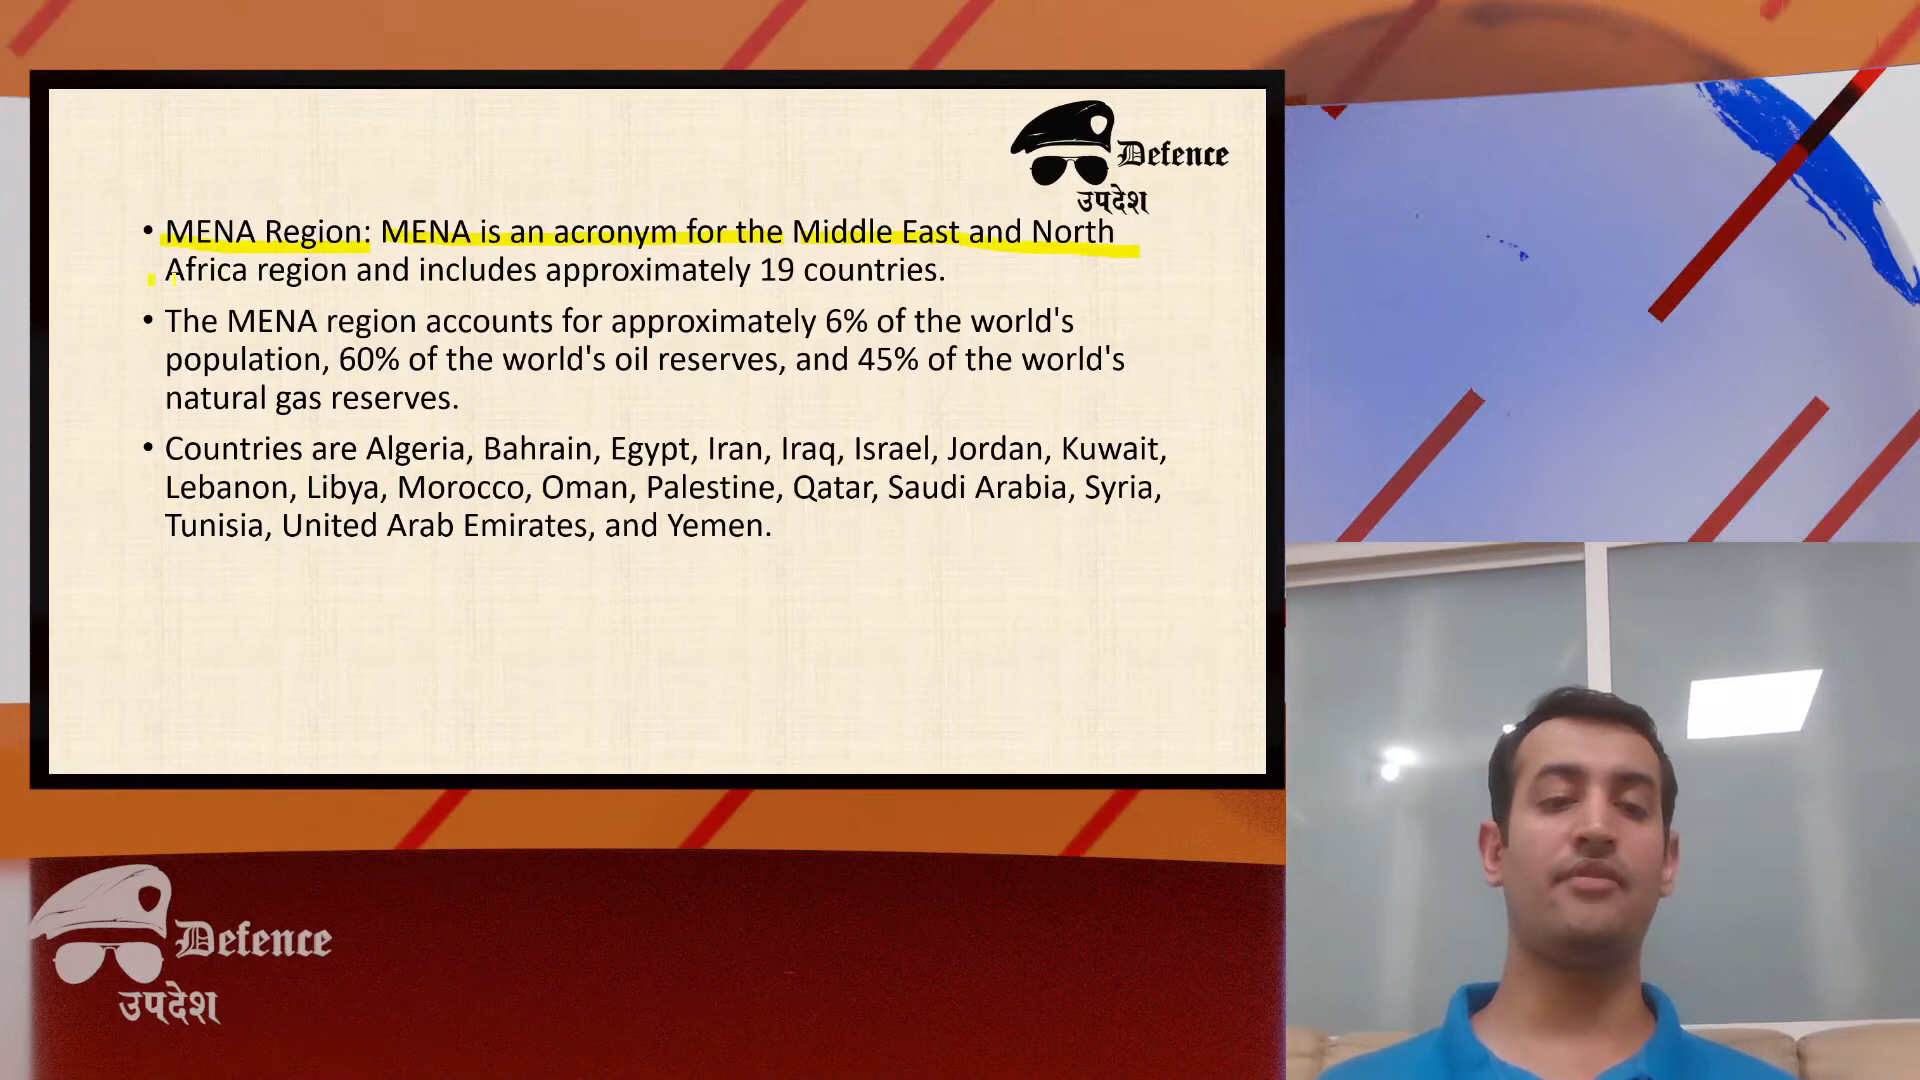 Defence
उपदेश
• MENA Region: MENA is an acronym for the Middle East and North
Africa region and includes approximately 19 countries.
• The MENA region accounts for approximately 6% of the world's
population, 60% of the world's oil reserves, and 45% of the world's
natural gas reserves.
• Countries are Algeria, Bahrain, Egypt, Iran, Iraq, Israel, Jordan, Kuwait,
Lebanon, Libya, Morocco, Oman, Palestine, Qatar, Saudi Arabia, Syria,
Tunisia, United Arab Emirates, and Yemen.
Defence
उपदेश